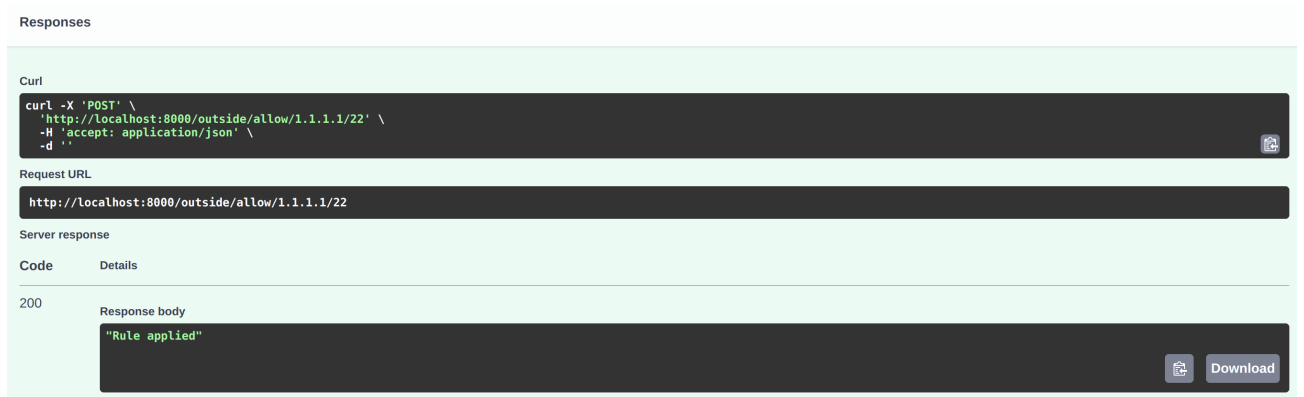 Responses
Curl
curl -X 'POST' \
'http://localhost:8000/outside/allow/1.1.1.1/22' \
-H 'accept: application/json' \
-d ''
Request URL
http://localhost:8000/outside/allow/1.1.1.1/22
Server response
Code Details
200
Response body
"Rule applied"
Download